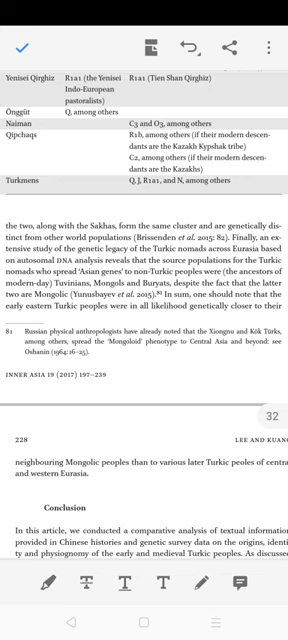 Yenisei Qirghiz R1a1 (the Yenisei R1a1 (Tien Shan Qirghiz)
Indo-European
pastoralists)
Önggüt Q, among others
Naiman C3 and O3, among others
Qipchaqs R1b, among others (if their modern descen-
dants are the Kazakh Kypshak tribe)
C2, among others (if their modern descen-
dants are the Kazakhs)
Turkmens Q, J, R1a1, and N, among others
the two, along with the Sakhas, form the same cluster and are genetically dis-
tinct from other world populations (Brissenden et al. 2015: 82). Finally, an ex-
tensive study of the genetic legacy of the Turkic nomads across Eurasia based
on autosomal DNA analysis reveals that the source populations for the Turkic
nomads who spread ‘Asian genes’ to non-Turkic peoples were (the ancestors of
modern-day) Tuvinians, Mongols and Buryats, despite the fact that the latter
two are Mongolic (Yunusbayev et al. 2015).81 In sum, one should note that the
early eastern Turkic peoples were in all likelihood genetically closer to their
81 Russian physical anthropologists have already noted that the Xiongnu and Kök Türks,
among others, spread the ‘Mongoloid’ phenotype to Central Asia and beyond: see
Oshanin (1964: 16–25).
INNER ASIA 19 (2017) 197–239
32
228 LEE AND KUANG
neighbouring Mongolic peoples than to various later Turkic peoles of centra
and western Eurasia.
Conclusion
In this article, we conducted a comparative analysis of textual information
provided in Chinese histories and genetic survey data on the origins, identi
ty and physiognomy of the early and medieval Turkic peoples. As discusse